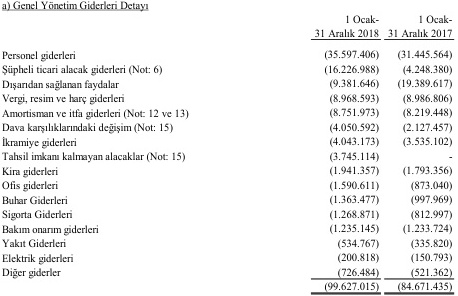 a) Genel Yönetim Giderleri Detayı
1 Ocak- 1 Ocak-
31 Aralık 2018 31 Aralık 2017
Personel giderleri (35.597.406) (31.445.564)
Şüpheli ticari alacak giderleri (Not: 6) (16.226.988) (4.248.380)
Dışarıdan sağlanan faydalar (9.381.646) (19.389.617)
Vergi, resim ve harç giderleri (8.968.593) (8.986.806)
Amortisman ve itfa giderleri (Not: 12 ve 13) (8.751.973) (8.219.448)
Dava karşılıklarındaki değişim (Not: 15) (4.050.592) (2.127.457)
İkramiye giderleri (4.043.173) (3.535.102)
Tahsil imkanı kalmayan alacaklar (Not: 15) (3.745.114) -
Kira giderleri (1.941.357) (1.793.356)
Ofis giderleri (1.590.611) (873.040)
Buhar Giderleri (1.363.477) (997.969)
Sigorta Giderleri (1.268.871) (812.997)
Bakım onarım giderleri (1.235.145) (1.233.724)
Yakıt Giderleri (534.767) (335.820)
Elektrik giderleri (200.818) (150.793)
Diğer giderler (726.484) (521.362)
(99.627.015) (84.671.435)